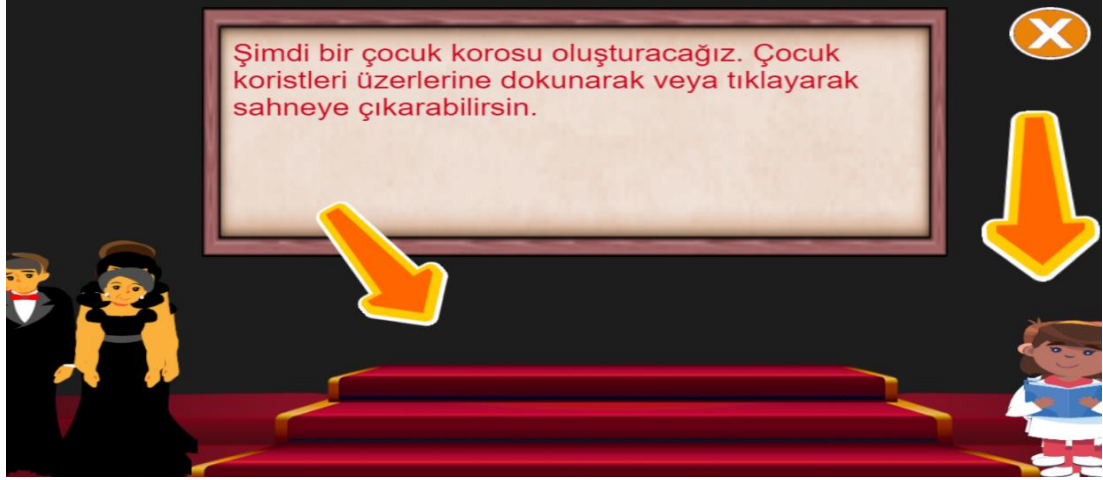 Şimdi bir çocuk korosu oluşturacağız. Çocuk
koristleri üzerlerine dokunarak veya tıklayarak
sahneye çıkarabilirsin.
X